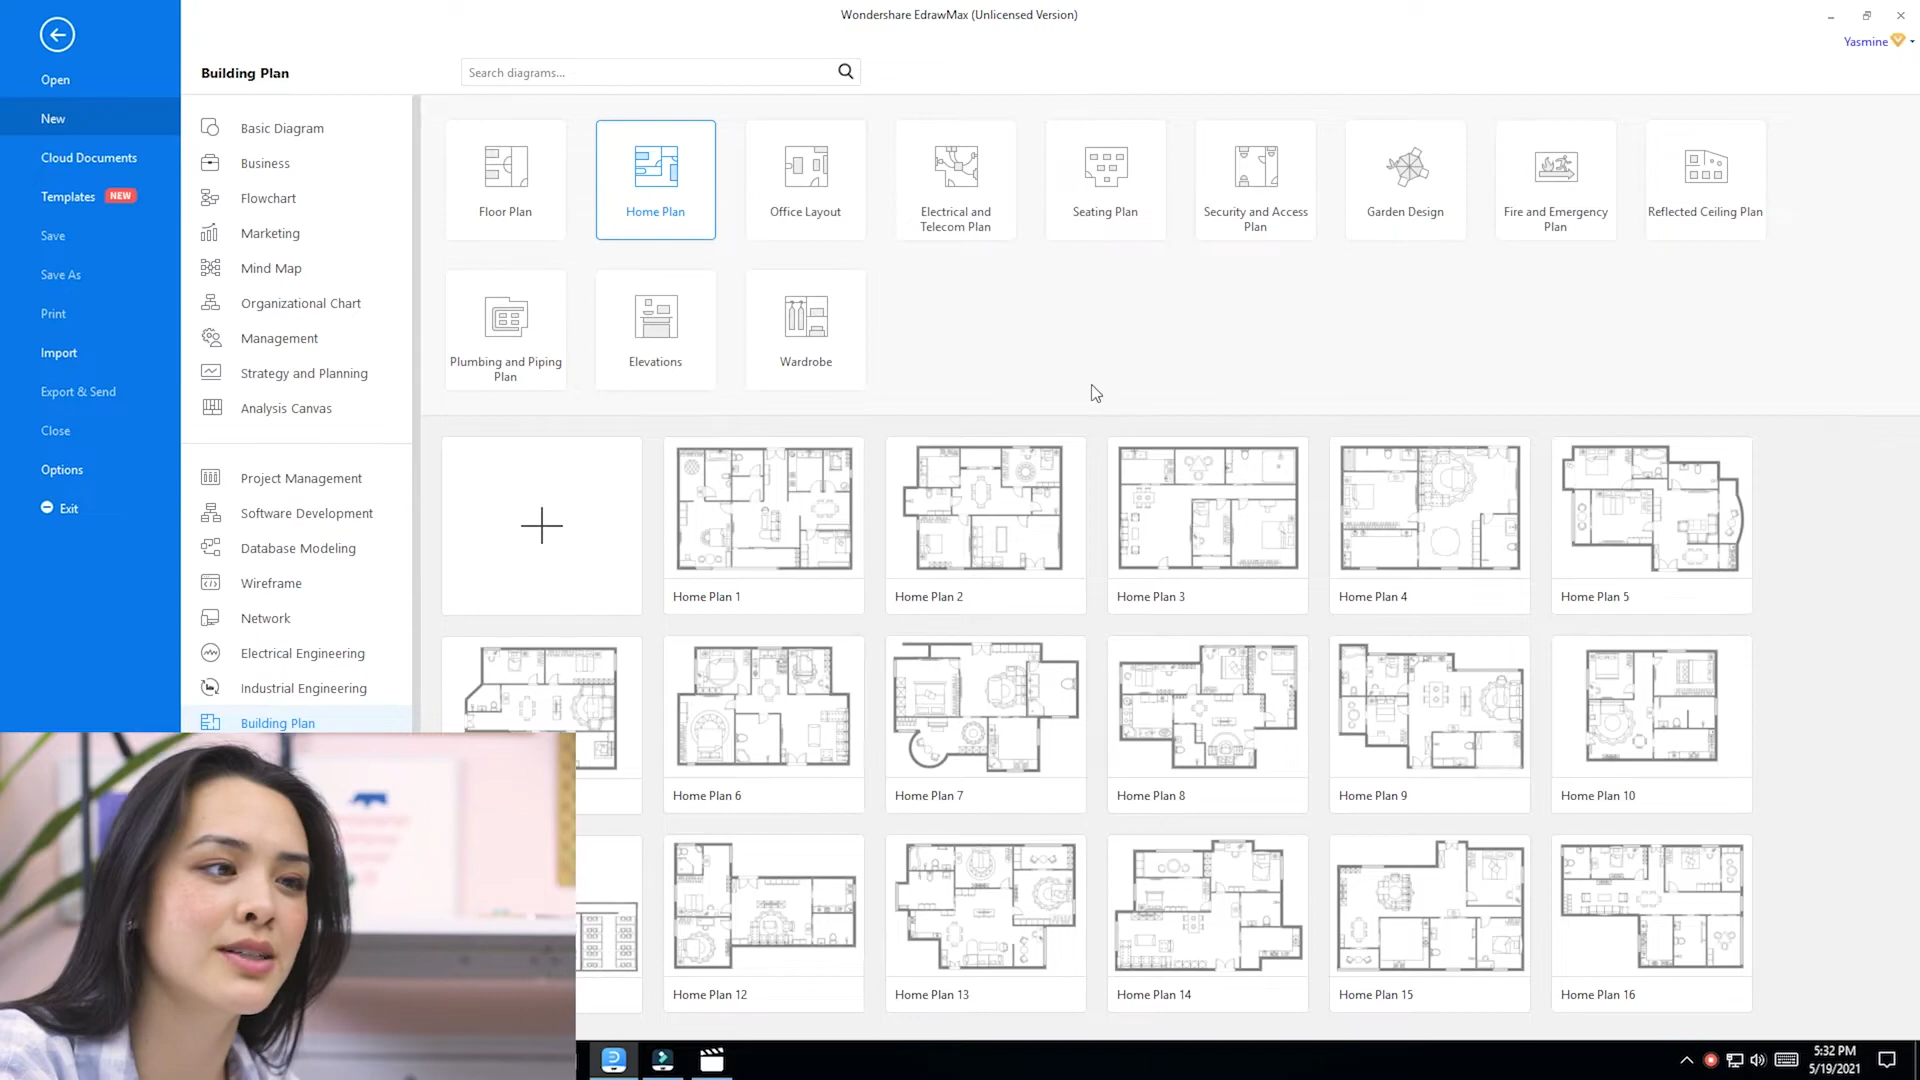 Wondershare EdrawMax (Unlicensed Version)
Yasmine
Open
New
Cloud Documents
Templates NEW
Save
Save As
Print
Import
Export & Send
Close
Options
Exit
Building Plan
Search diagrams...
Basic Diagram
Business
Flowchart
Marketing
Mind Map
Organizational Chart
Management
Strategy and Planning
Analysis Canvas
Project Management
Software Development
Database Modeling
Wireframe
Network
Electrical Engineering
Industrial Engineering
Building Plan
Floor Plan
Home Plan
Office Layout
Electrical and
Telecom Plan
Seating Plan
Security and Access
Plan
Garden Design
Fire and Emergency
Plan
Reflected Ceiling Plan
Plumbing and Piping
Plan
Elevations
Wardrobe
Home Plan 1
Home Plan 2
Home Plan 3
Home Plan 4
Home Plan 5
Home Plan 6
Home Plan 7
Home Plan 8
Home Plan 9
Home Plan 10
Home Plan 12
Home Plan 13
Home Plan 14
Home Plan 15
Home Plan 16
5:32 PM
5/19/2021